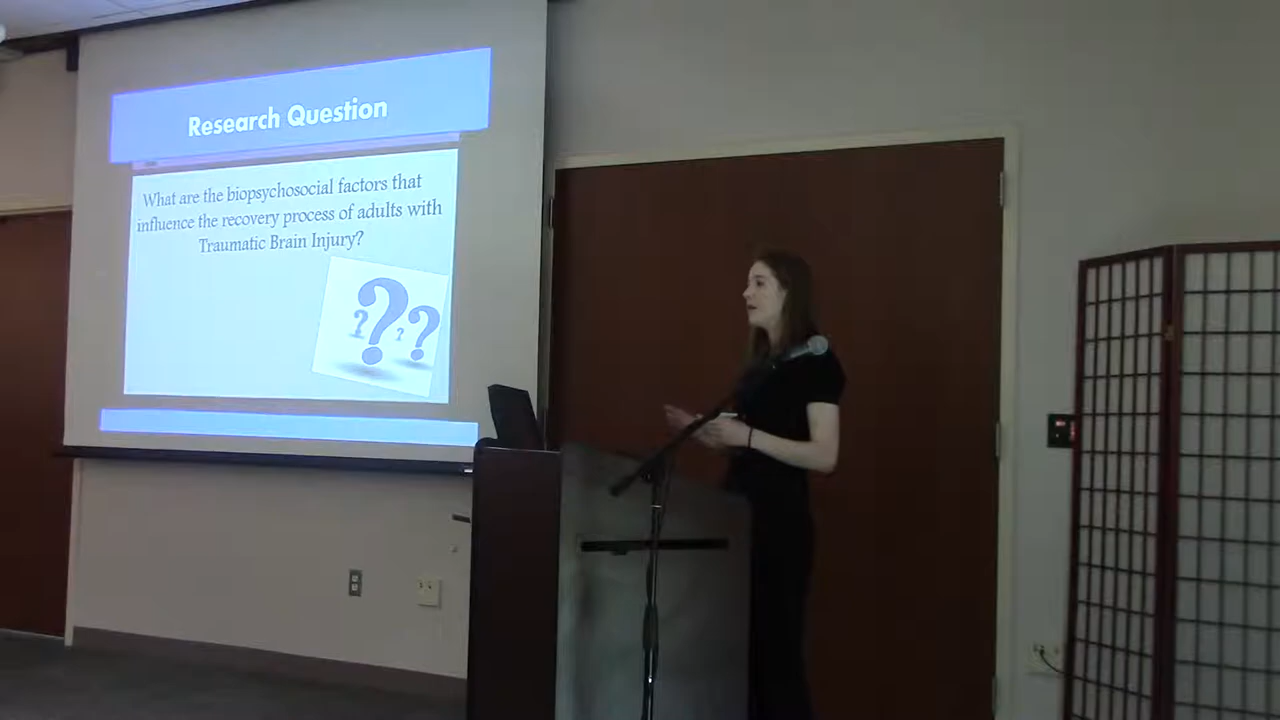 Research Question
What are the biopsychosocial factors that
influence the recovery process of adults with
Traumatic Brain Injury?
? ? ? ?